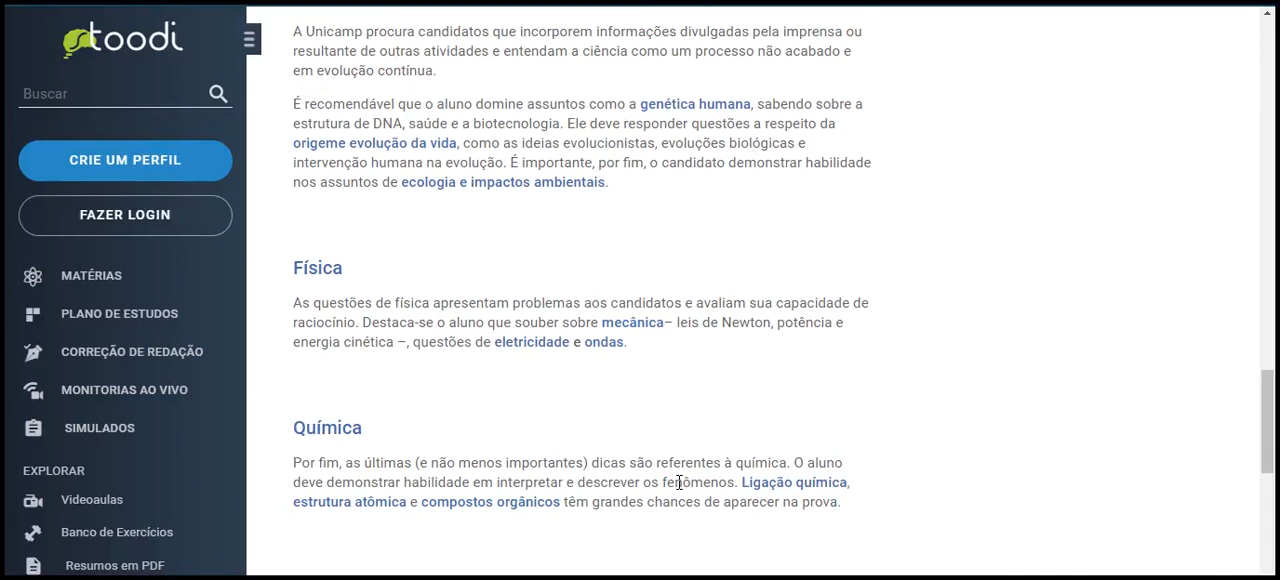 stoodi
Buscar
CRIE UM PERFIL
FAZER LOGIN
MATÉRIAS
PLANO DE ESTUDOS
CORREÇÃO DE REDAÇÃO
MONITORIAS AO VIVO
SIMULADOS
EXPLORAR
Videoaulas
Banco de Exercícios
Resumos em PDF
A Unicamp procura candidatos que incorporem informações divulgadas pela imprensa ou
resultante de outras atividades e entendam a ciência como um processo não acabado e
em evolução contínua.
É recomendável que o aluno domine assuntos como a genética humana, sabendo sobre a
estrutura de DNA, saúde e a biotecnologia. Ele deve responder questões a respeito da
origeme evolução da vida, como as ideias evolucionistas, evoluções biológicas e
intervenção humana na evolução. É importante, por fim, o candidato demonstrar habilidade
nos assuntos de ecologia e impactos ambientais.
Física
As questões de física apresentam problemas aos candidatos e avaliam sua capacidade de
raciocínio. Destaca-se o aluno que souber sobre mecânica– leis de Newton, potência e
energia cinética –, questões de eletricidade e ondas.
Química
Por fim, as últimas (e não menos importantes) dicas são referentes à química. O aluno
deve demonstrar habilidade em interpretar e descrever os fenômenos. Ligação química,
estrutura atômica e compostos orgânicos têm grandes chances de aparecer na prova.